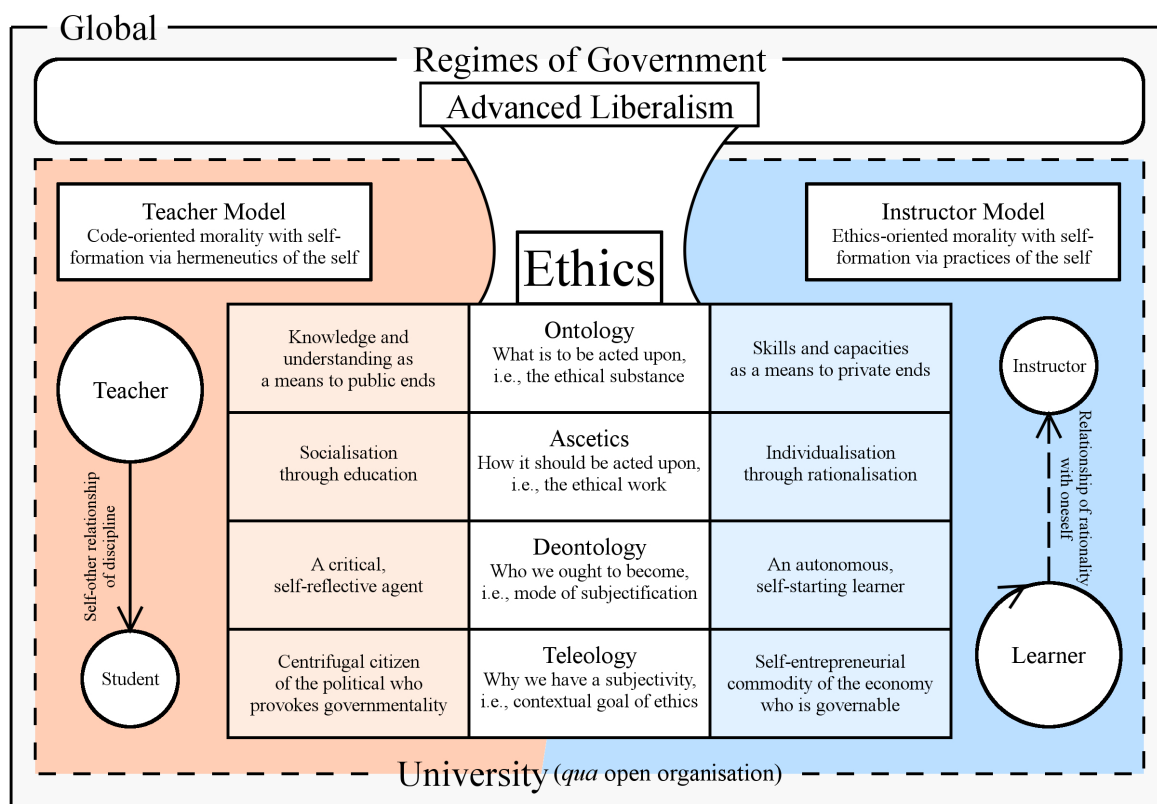 Global
Regimes of Government
Advanced Liberalism
Teacher Model
Code-oriented morality with self-
formation via hermeneutics of the self
Instructor Model
Ethics-oriented morality with self-
formation via practices of the self
Ethics
Teacher
Self-other relationship
of discipline
Student
Knowledge and
understanding as
a means to public ends
Ontology
What is to be acted upon,
i.e., the ethical substance
Skills and capacities
as a means to private ends
Socialisation
through education
Ascetics
How it should be acted upon,
i.e., the ethical work
Individualisation
through rationalisation
A critical,
self-reflective agent
Deontology
Who we ought to become,
i.e., mode of subjectification
An autonomous,
self-starting learner
Centrifugal citizen
of the political who
provokes governmentality
Teleology
Why we have a subjectivity,
i.e., contextual goal of ethics
Self-entrepreneurial
commodity of the economy
who is governable
Instructor
Relationship of rationality
with oneself
Learner
University (qua open organisation)